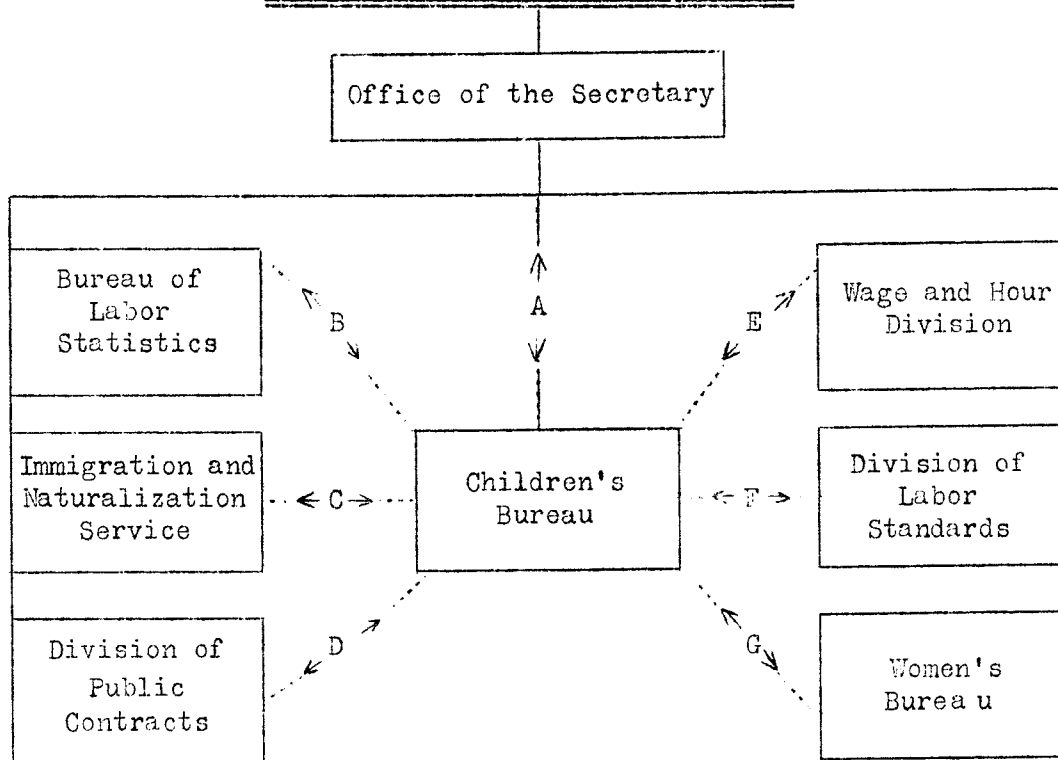 Office of the Secretary
Bureau of
Labor
Statistics
B
A
E
Wage and Hour
Division
Immigration and
Naturalization
Service
C
Children's
Bureau
F
Division of
Labor
Standards
Division of
Public
Contracts
D
G
Women's
Bureau